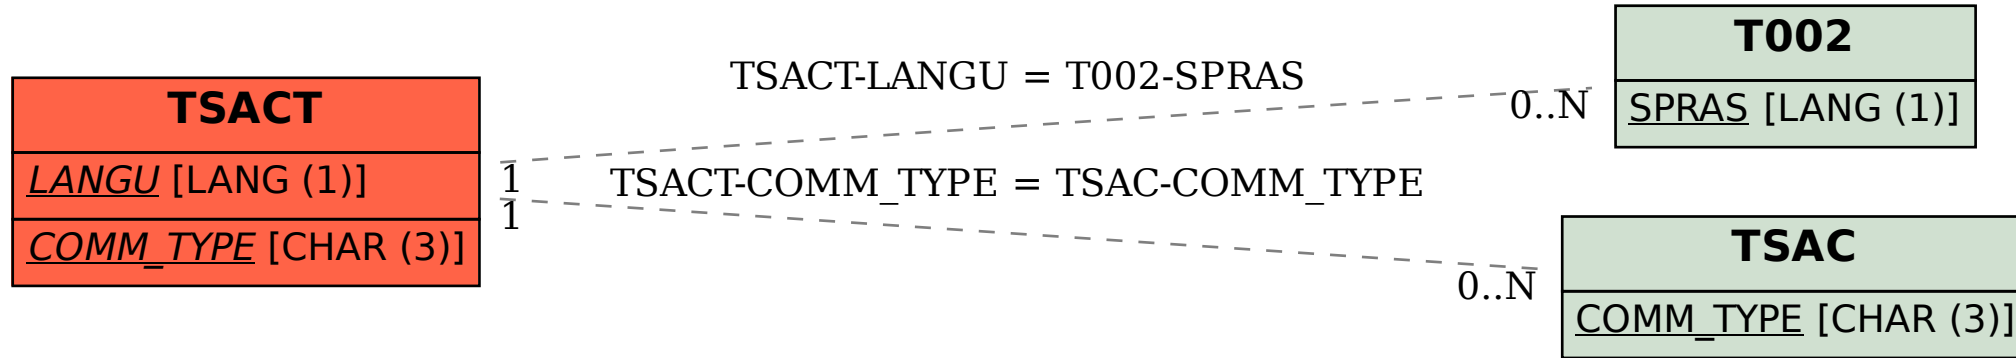 TSACT
LANGU [LANG (1)]
COMM_TYPE [CHAR (3)]
TSACT-LANGU = T002-SPRAS
1
0..N
TSACT-COMM_TYPE = TSAC-COMM_TYPE
1
0..N
T002
SPRAS [LANG (1)]
TSAC
COMM_TYPE [CHAR (3)]